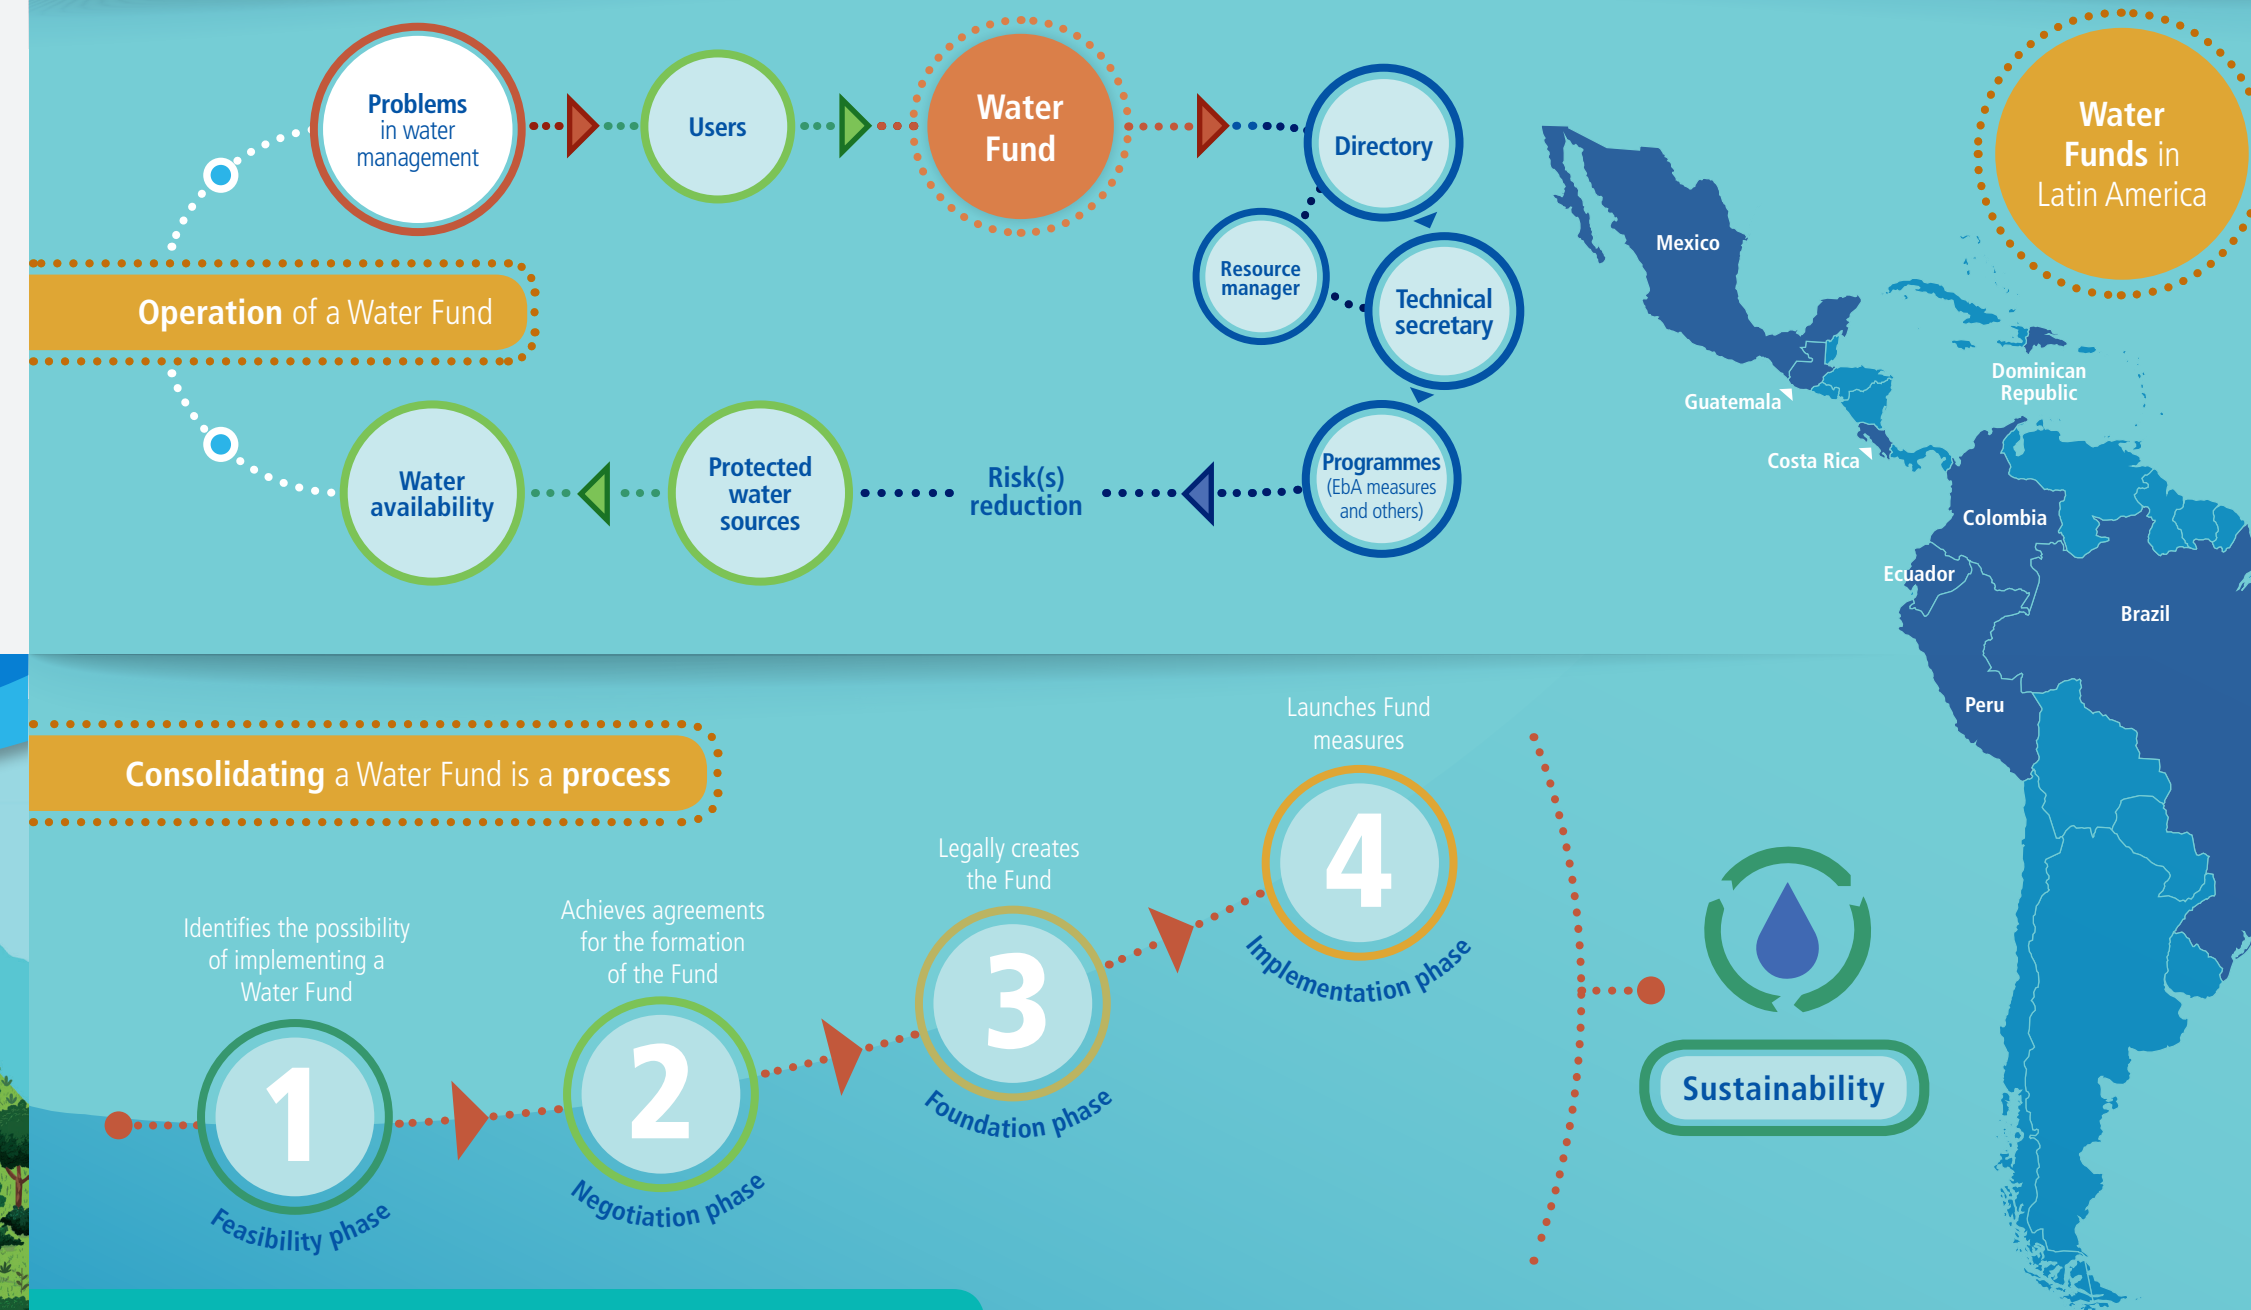 Problems
in water
management
Users
Water
Fund
Directory
Resource
manager
Technical
secretary
Programmes
(EbA measures
and others)
Risk(s)
reduction
Protected
water
sources
Water
availability
Operation of a Water Fund
Water
Funds in
Latin America
Mexico
Guatemala
Dominican
Republic
Costa Rica
Colombia
Ecuador
Brazil
Peru
Consolidating a Water Fund is a process
Identifies the possibility
of implementing a
Water Fund
1
Feasibility phase
Achieves agreements
for the formation
of the Fund
2
Negotiation phase
Legally creates
the Fund
3
Foundation phase
Launches Fund
measures
4
Implementation phase
Sustainability